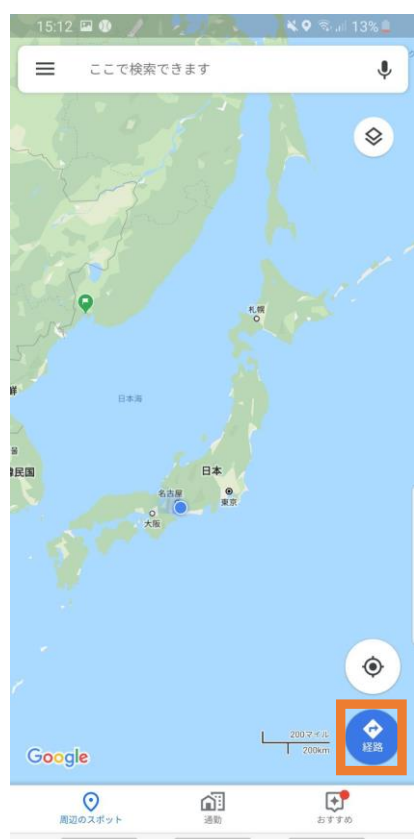 15:12
13%
ここで検索できます
札幌
日本海
民国
日本
名古屋
東京
大阪
200マイル
200km
経路
Google
周辺のスポット
通勤
おすすめ